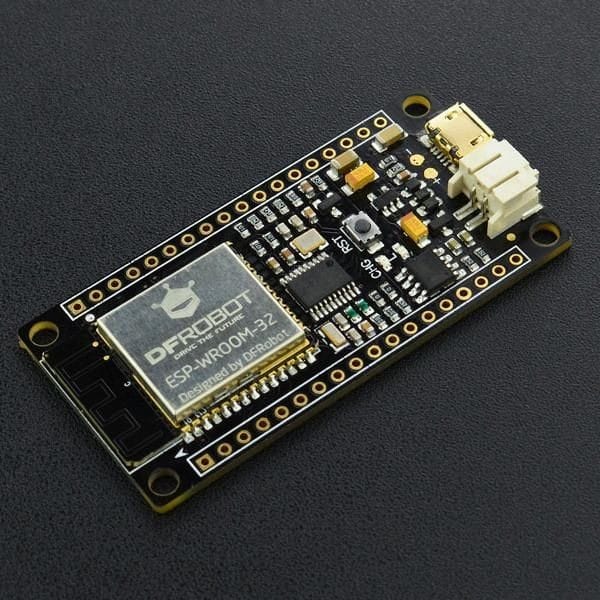 DFROBOT
DRIVE THE FUTURE
ESP-WROOM-32
Designed by DFRobot
RST
CHG
-
+